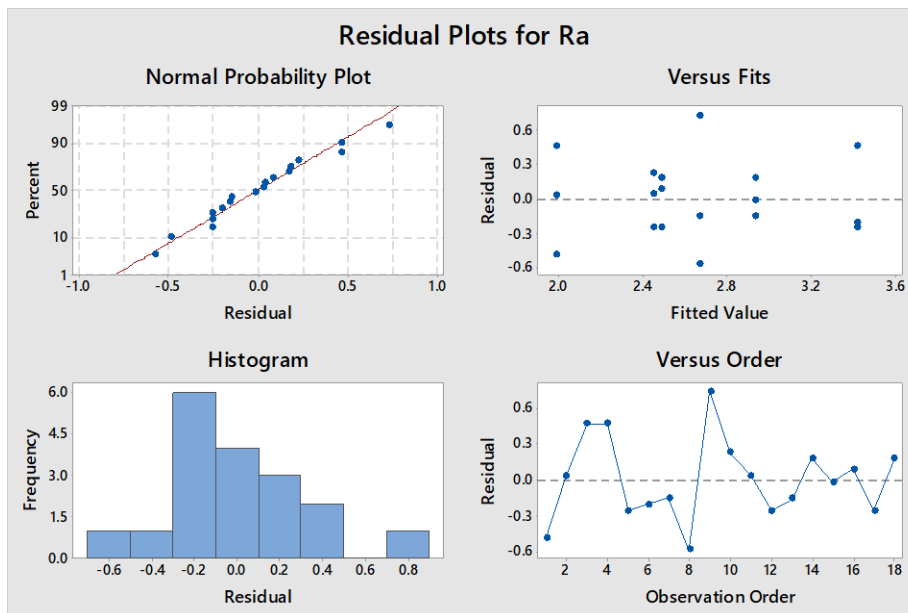 Residual Plots for Ra
Normal Probability Plot
99
90
50
10
1
Percent
-1.0 -0.5 0.0 0.5 1.0
Residual
Versus Fits
0.6
0.3
0.0
-0.3
-0.6
Residual
2.0 2.4 2.8 3.2 3.6
Fitted Value
Histogram
6.0
4.5
3.0
1.5
0.0
Frequency
-0.6 -0.4 -0.2 0.0 0.2 0.4 0.6 0.8
Residual
Versus Order
0.6
0.3
0.0
-0.3
-0.6
Residual
2 4 6 8 10 12 14 16 18
Observation Order